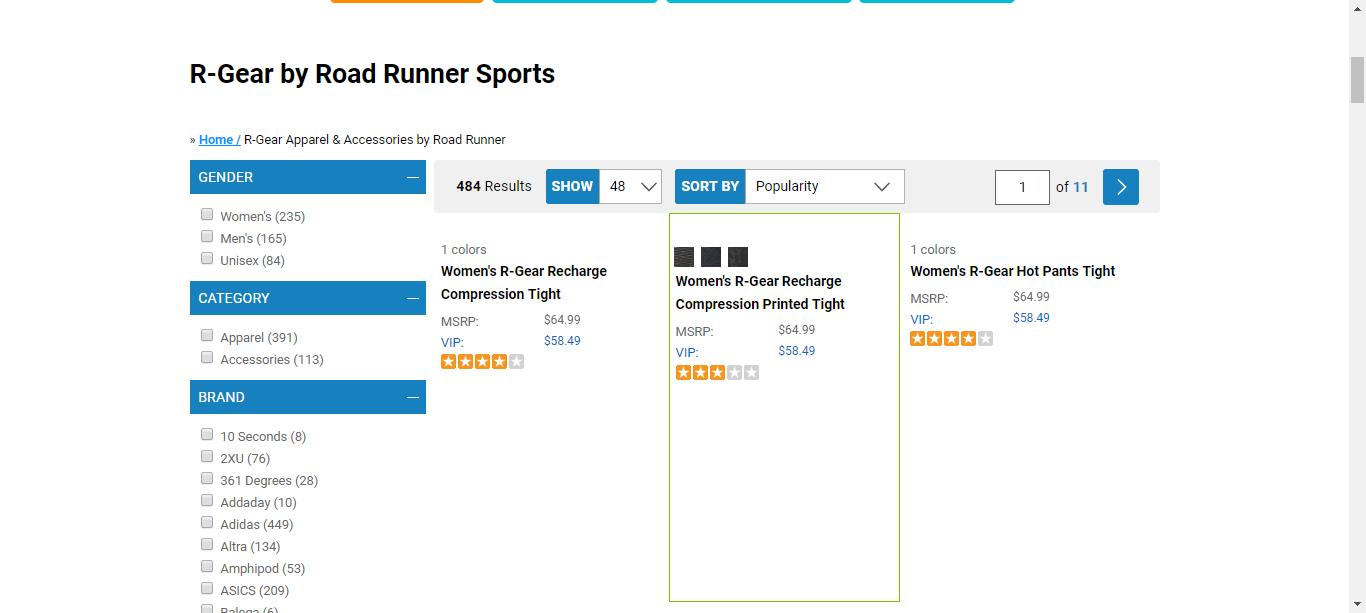 R-Gear by Road Runner Sports
» Home / R-Gear Apparel & Accessories by Road Runner
GENDER
Women's (235)
Men's (165)
Unisex (84)
CATEGORY
Apparel (391)
Accessories (113)
BRAND
10 Seconds (8)
2XU (76)
361 Degrees (28)
Addaday (10)
Adidas (449)
Altra (134)
Amphipod (53)
ASICS (209)
Balega (6)
484 Results SHOW 48 SORT BY Popularity 1 of 11
1 colors
Women's R-Gear Recharge
Compression Tight
MSRP: $64.99
VIP: $58.49
Women's R-Gear Recharge
Compression Printed Tight
MSRP: $64.99
VIP: $58.49
1 colors
Women's R-Gear Hot Pants Tight
MSRP: $64.99
VIP: $58.49